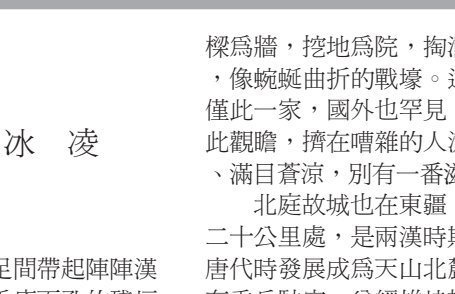 冰 凌
足間帶起陣陣漢
樑爲牆,挖地爲院,掏
,像蜿蜒曲折的戰壕。
僅此一家,國外也罕見
此觀瞻,擠在嘈雜的人
、滿目蒼涼,別有一番
北庭故城也在東疆
二十公里處,是兩漢時
唐代時發展成爲天山北